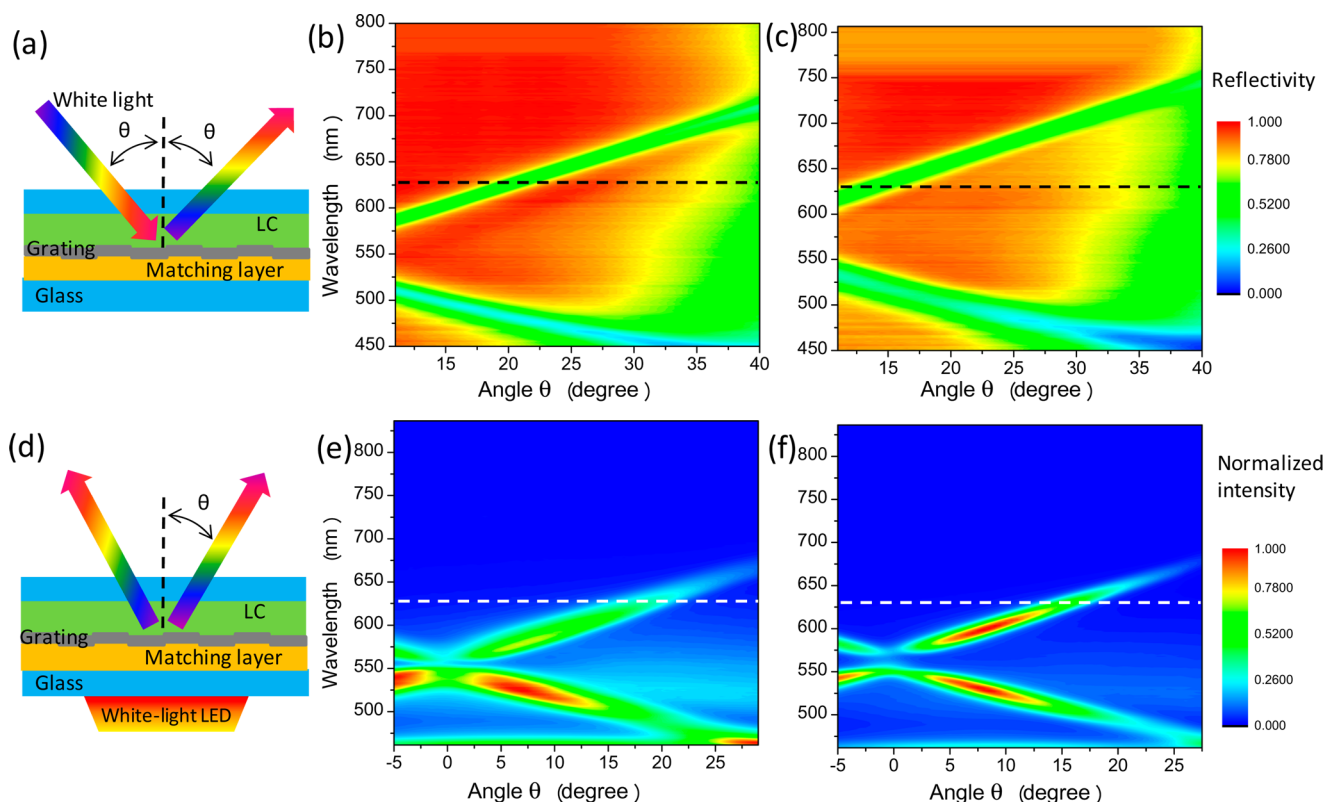 (a)
White light
θ
θ
LC
Grating
Matching layer
Glass
(b)
800
750
700
650
600
550
500
450
Wavelength (nm)
15
20
25
30
35
40
Angle θ (degree)
(c)
800
750
700
650
600
550
500
450
15
20
25
30
35
40
Angle θ (degree)
Reflectivity
1.000
0.7800
0.5200
0.2600
0.000
(d)
θ
LC
Grating
Matching layer
Glass
White-light LED
(e)
800
750
700
650
600
550
500
Wavelength (nm)
-5
0
5
10
15
20
25
Angle θ (degree)
(f)
800
750
700
650
600
550
500
-5
0
5
10
15
20
25
Angle θ (degree)
Normalized
intensity
1.000
0.7800
0.5200
0.2600
0.000